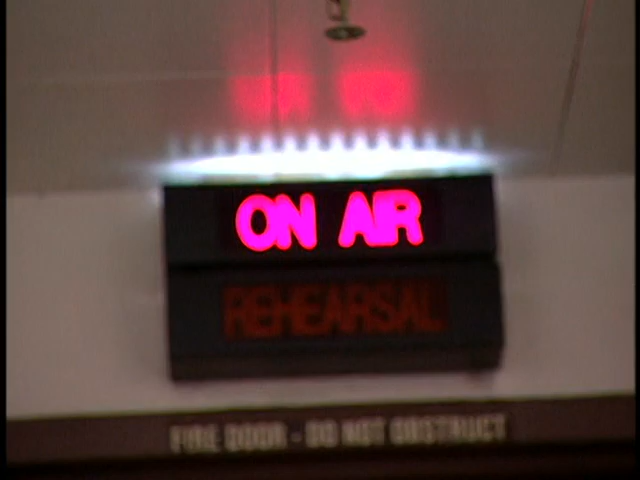 ON AIR
REHEARSAL
FIRE DOOR - DO NOT OBSTRUCT